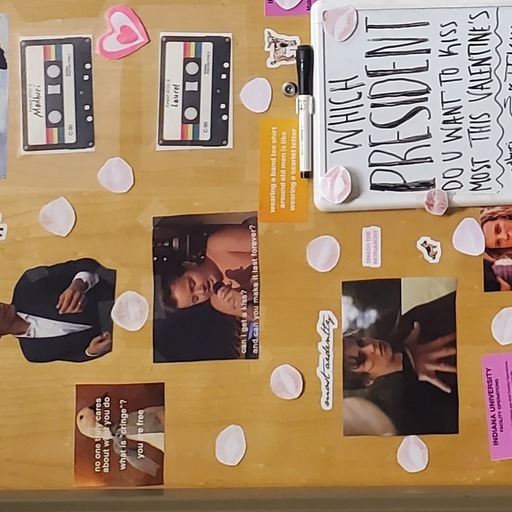 Madhuri
C-90
no one truly cares
about what you do
what is "cringe"?
you are free
Laurel
C-90
can i get a kiss?
and can you make it last forever?
wearing a band tee shirt
around old men is like
wearing a scarlet letter
most ardently
SMASH THE
PATRIARCHY
WHICH
PRESIDENT
DO U WANT TO KISS
MOST THIS VALENTINE'S
INDIANA UNIVERSITY
FACILITY OPERATIONS